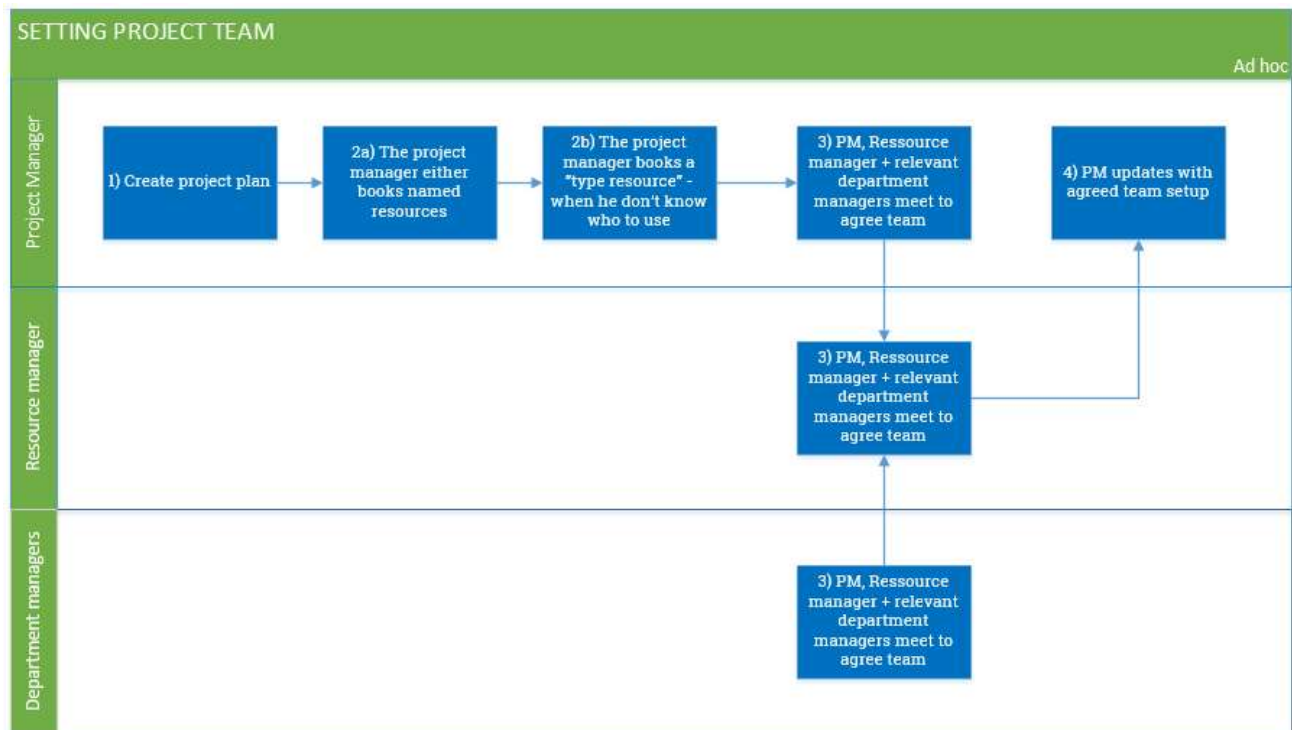 SETTING PROJECT TEAM
Ad hoc
Project Manager
1) Create project plan
2a) The project
manager either
books named
resources
2b) The project
manager books a
"type resource" -
when he don't know
who to use
3) PM, Ressource
manager + relevant
department
managers meet to
agree team
4) PM updates with
agreed team setup
Resource manager
3) PM, Ressource
manager + relevant
department
managers meet to
agree team
Department managers
3) PM, Ressource
manager + relevant
department
managers meet to
agree team